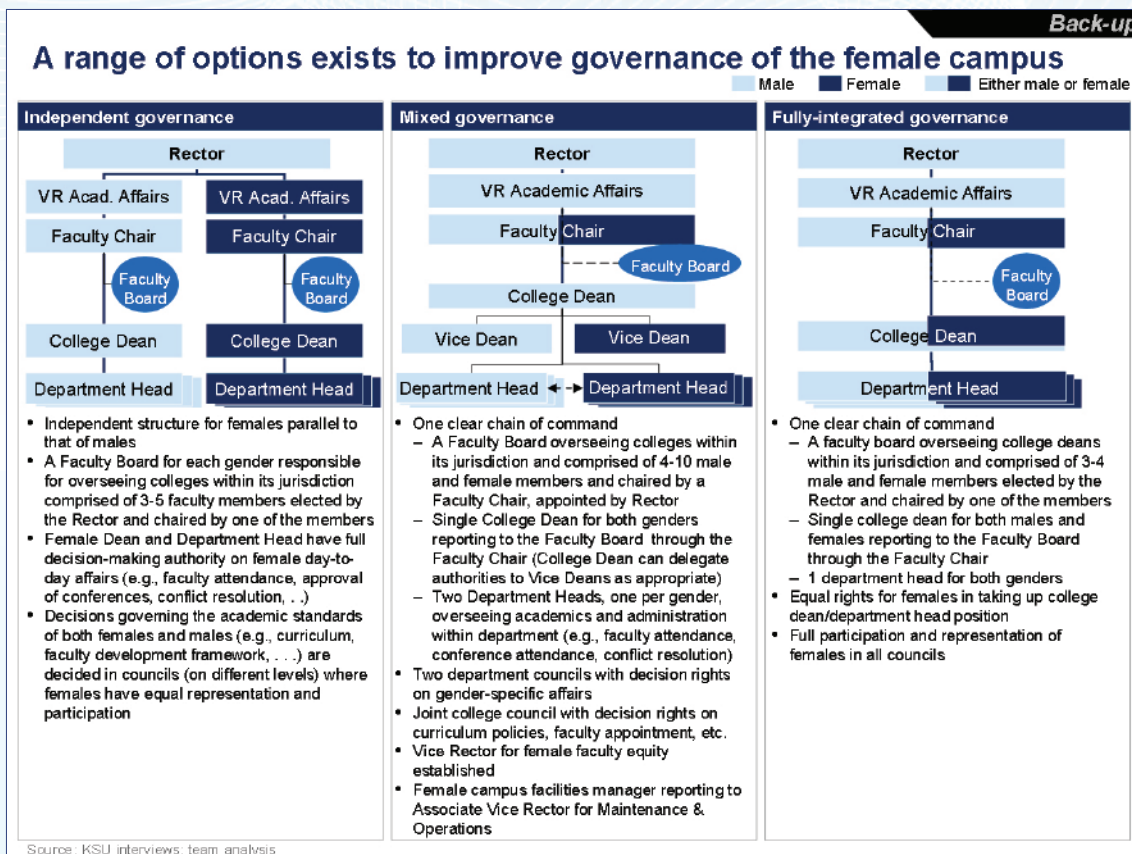 Back-up
A range of options exists to improve governance of the female campus
Male Female Either male or female
Independent governance
Rector
VR Acad. Affairs VR Acad. Affairs
Faculty Chair Faculty Chair
Faculty Faculty
Board Board
College Dean College Dean
Department Head Department Head
• Independent structure for females parallel to
that of males
• A Faculty Board for each gender responsible
for overseeing colleges within its jurisdiction
comprised of 3-5 faculty members elected by
the Rector and chaired by one of the members
• Female Dean and Department Head have full
decision-making authority on female day-to-
day affairs (e.g., faculty attendance, approval
of conferences, conflict resolution, . .)
• Decisions governing the academic standards
of both females and males (e.g., curriculum,
faculty development framework, . . .) are
decided in councils (on different levels) where
females have equal representation and
participation
Mixed governance
Rector
VR Academic Affairs
Faculty Chair
Faculty Board
College Dean
Vice Dean Vice Dean
Department Head Department Head
• One clear chain of command
– A Faculty Board overseeing colleges within
its jurisdiction and comprised of 4-10 male
and female members and chaired by a
Faculty Chair, appointed by Rector
– Single College Dean for both genders
reporting to the Faculty Board through
the Faculty Chair (College Dean can delegate
authorities to Vice Deans as appropriate)
– Two Department Heads, one per gender,
overseeing academics and administration
within department (e.g., faculty attendance,
conference attendance, conflict resolution)
• Two department councils with decision rights
on gender-specific affairs
• Joint college council with decision rights on
curriculum policies, faculty appointment, etc.
• Vice Rector for female faculty equity
established
• Female campus facilities manager reporting to
Associate Vice Rector for Maintenance &
Operations
Fully-integrated governance
Rector
VR Academic Affairs
Faculty Chair
Faculty
Board
College Dean
Department Head
• One clear chain of command
– A faculty board overseeing college deans
within its jurisdiction and comprised of 3-4
male and female members elected by the
Rector and chaired by one of the members
– Single college dean for both males and
females reporting to the Faculty Board
through the Faculty Chair
– 1 department head for both genders
• Equal rights for females in taking up college
dean/department head position
• Full participation and representation of
females in all councils
Source: KSU interviews; team analysis